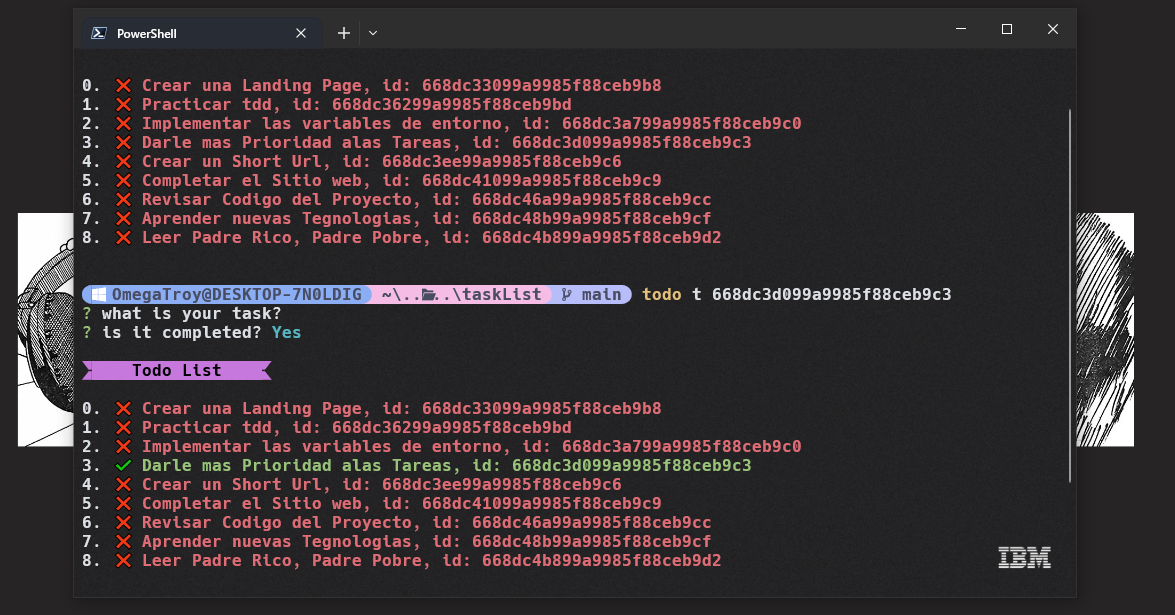 PowerShell
0. ❌ Crear una Landing Page, id: 668dc33099a9985f88ceb9b8
1. ❌ Practicar tdd, id: 668dc36299a9985f88ceb9bd
2. ❌ Implementar las variables de entorno, id: 668dc3a799a9985f88ceb9c0
3. ❌ Darle mas Prioridad alas Tareas, id: 668dc3d099a9985f88ceb9c3
4. ❌ Crear un Short Url, id: 668dc3ee99a9985f88ceb9c6
5. ❌ Completar el Sitio web, id: 668dc41099a9985f88ceb9c9
6. ❌ Revisar Codigo del Proyecto, id: 668dc46a99a9985f88ceb9cc
7. ❌ Aprender nuevas Tegnologias, id: 668dc48b99a9985f88ceb9cf
8. ❌ Leer Padre Rico, Padre Pobre, id: 668dc4b899a9985f88ceb9d2
OmegaTroy@DESKTOP-7N0LDIG ~\..📂..\taskList main todo t 668dc3d099a9985f88ceb9c3
? what is your task?
? is it completed? Yes
Todo List
0. ❌ Crear una Landing Page, id: 668dc33099a9985f88ceb9b8
1. ❌ Practicar tdd, id: 668dc36299a9985f88ceb9bd
2. ❌ Implementar las variables de entorno, id: 668dc3a799a9985f88ceb9c0
3. ✔ Darle mas Prioridad alas Tareas, id: 668dc3d099a9985f88ceb9c3
4. ❌ Crear un Short Url, id: 668dc3ee99a9985f88ceb9c6
5. ❌ Completar el Sitio web, id: 668dc41099a9985f88ceb9c9
6. ❌ Revisar Codigo del Proyecto, id: 668dc46a99a9985f88ceb9cc
7. ❌ Aprender nuevas Tegnologias, id: 668dc48b99a9985f88ceb9cf
8. ❌ Leer Padre Rico, Padre Pobre, id: 668dc4b899a9985f88ceb9d2
IBM